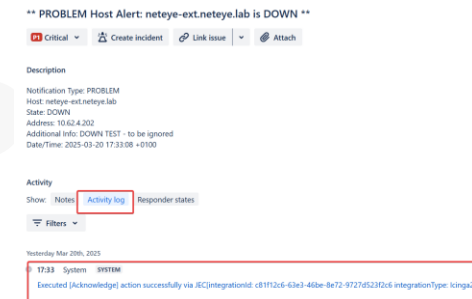 ** PROBLEM Host Alert: neteye-ext.neteye.lab is DOWN **
P1 Critical Create incident Link issue Attach
Description
Notification Type: PROBLEM
Host: neteye-ext.neteye.lab
State: DOWN
Address: 10.62.4.202
Additional Info: DOWN TEST - to be ignored
Date/Time: 2025-03-20 17:33:08 +0100
Activity
Show: Notes Activity log Responder states
Filters
Yesterday Mar 20th, 2025
17:33 System SYSTEM
Executed [Acknowledge] action successfully via JEC|integrationId: c81f12c6-63e3-46be-8e72-9727d523f2c6 integrationType: Icinga